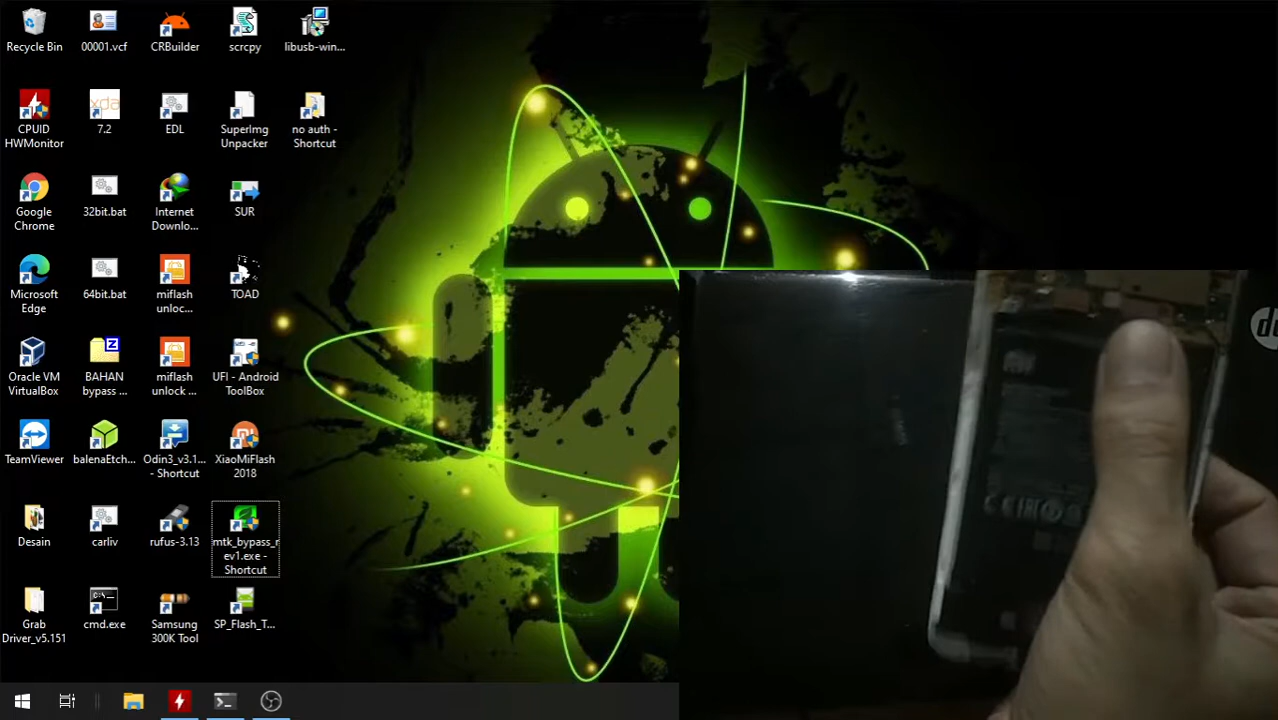 Recycle Bin
00001.vcf
CRBuilder
scrcpy
libusb-win...
CPUID
HWMonitor
xda
7.2
EDL
SuperImg
Unpacker
no auth -
Shortcut
Google
Chrome
32bit.bat
Internet
Downlo...
SUR
Microsoft
Edge
64bit.bat
miflash
unloc...
TOAD
Oracle VM
VirtualBox
Z
BAHAN
bypass ...
miflash
unlock ...
UFI - Android
ToolBox
TeamViewer
balenaEtch...
Odin3_v3.1...
- Shortcut
XiaoMiFlash
2018
Desain
carliv
rufus-3.13
mtk_bypass_r
ev1.exe -
Shortcut
Grab
Driver_v5.151
C:\
cmd.exe
Samsung
300K Tool
SP_Flash_T...